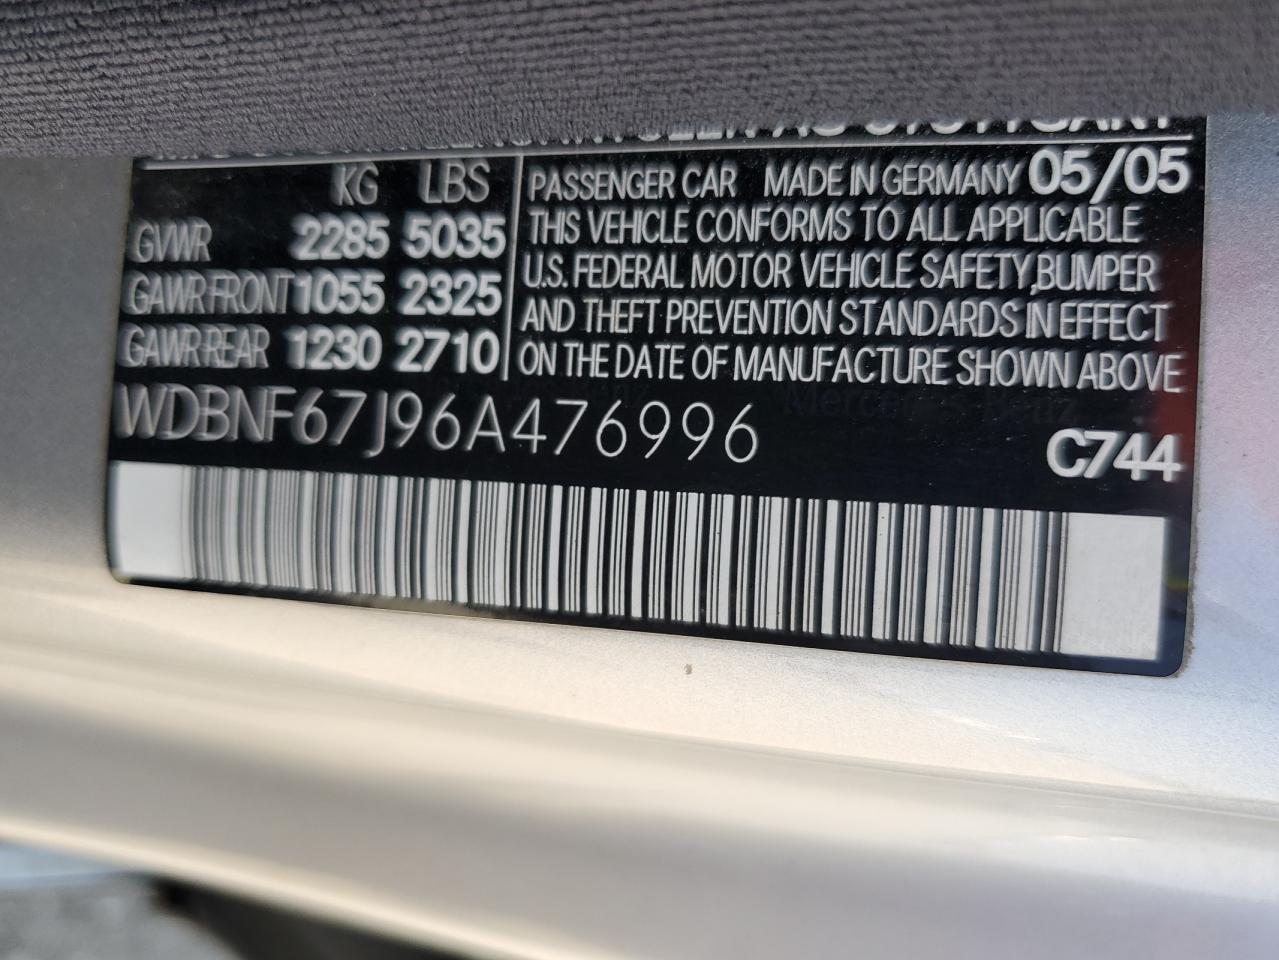 KG LBS
GVWR 2285 5035
GAWR FRONT 1055 2325
GAWR REAR 1230 2710
PASSENGER CAR MADE IN GERMANY 05/05
THIS VEHICLE CONFORMS TO ALL APPLICABLE
U.S. FEDERAL MOTOR VEHICLE SAFETY, BUMPER
AND THEFT PREVENTION STANDARDS IN EFFECT
ON THE DATE OF MANUFACTURE SHOWN ABOVE
WDBNF67J96A476996
Mercedes-Benz
C744